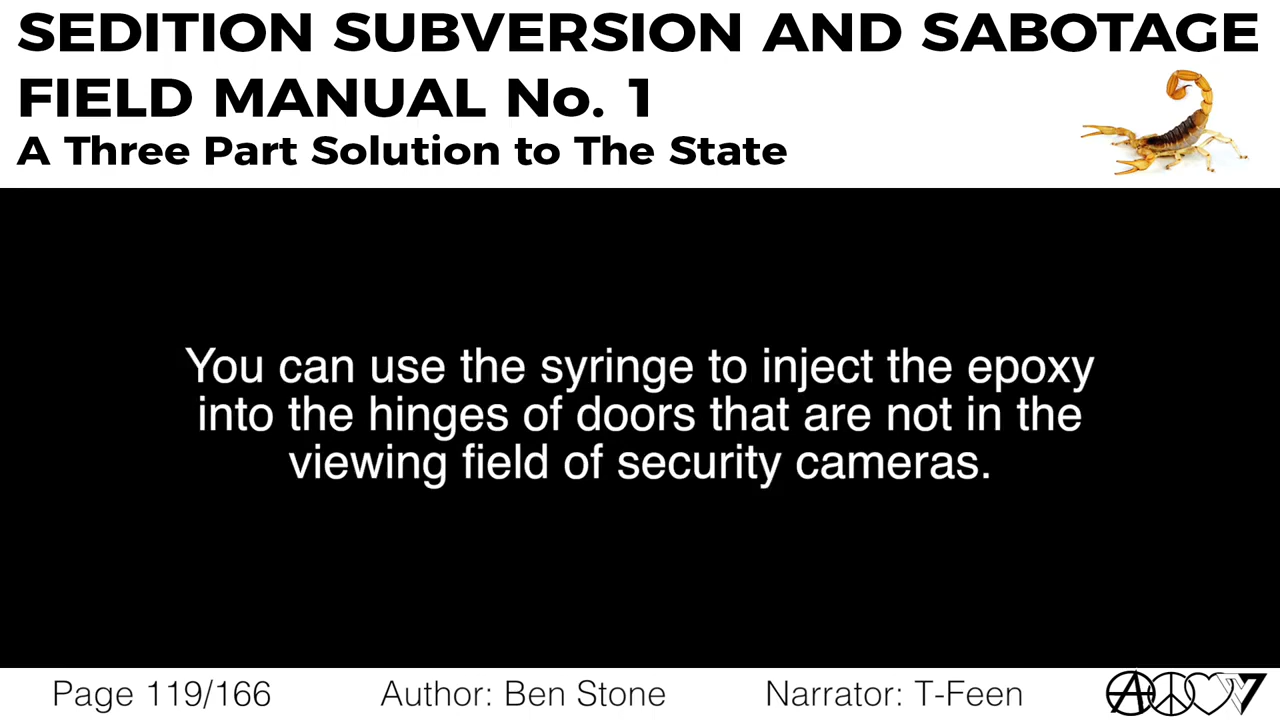 SEDITION SUBVERSION AND SABOTAGE
FIELD MANUAL No. 1
A Three Part Solution to The State
You can use the syringe to inject the epoxy
into the hinges of doors that are not in the
viewing field of security cameras.
Page 119/166 Author: Ben Stone Narrator: T-Feen